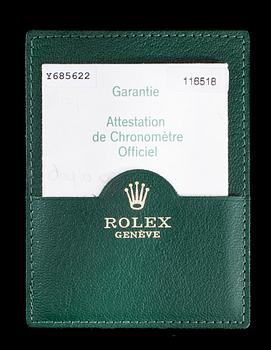 Y685622 116518
Garantie
Attestation
de Chronomètre
Officiel
ROLEX
GENÈVE